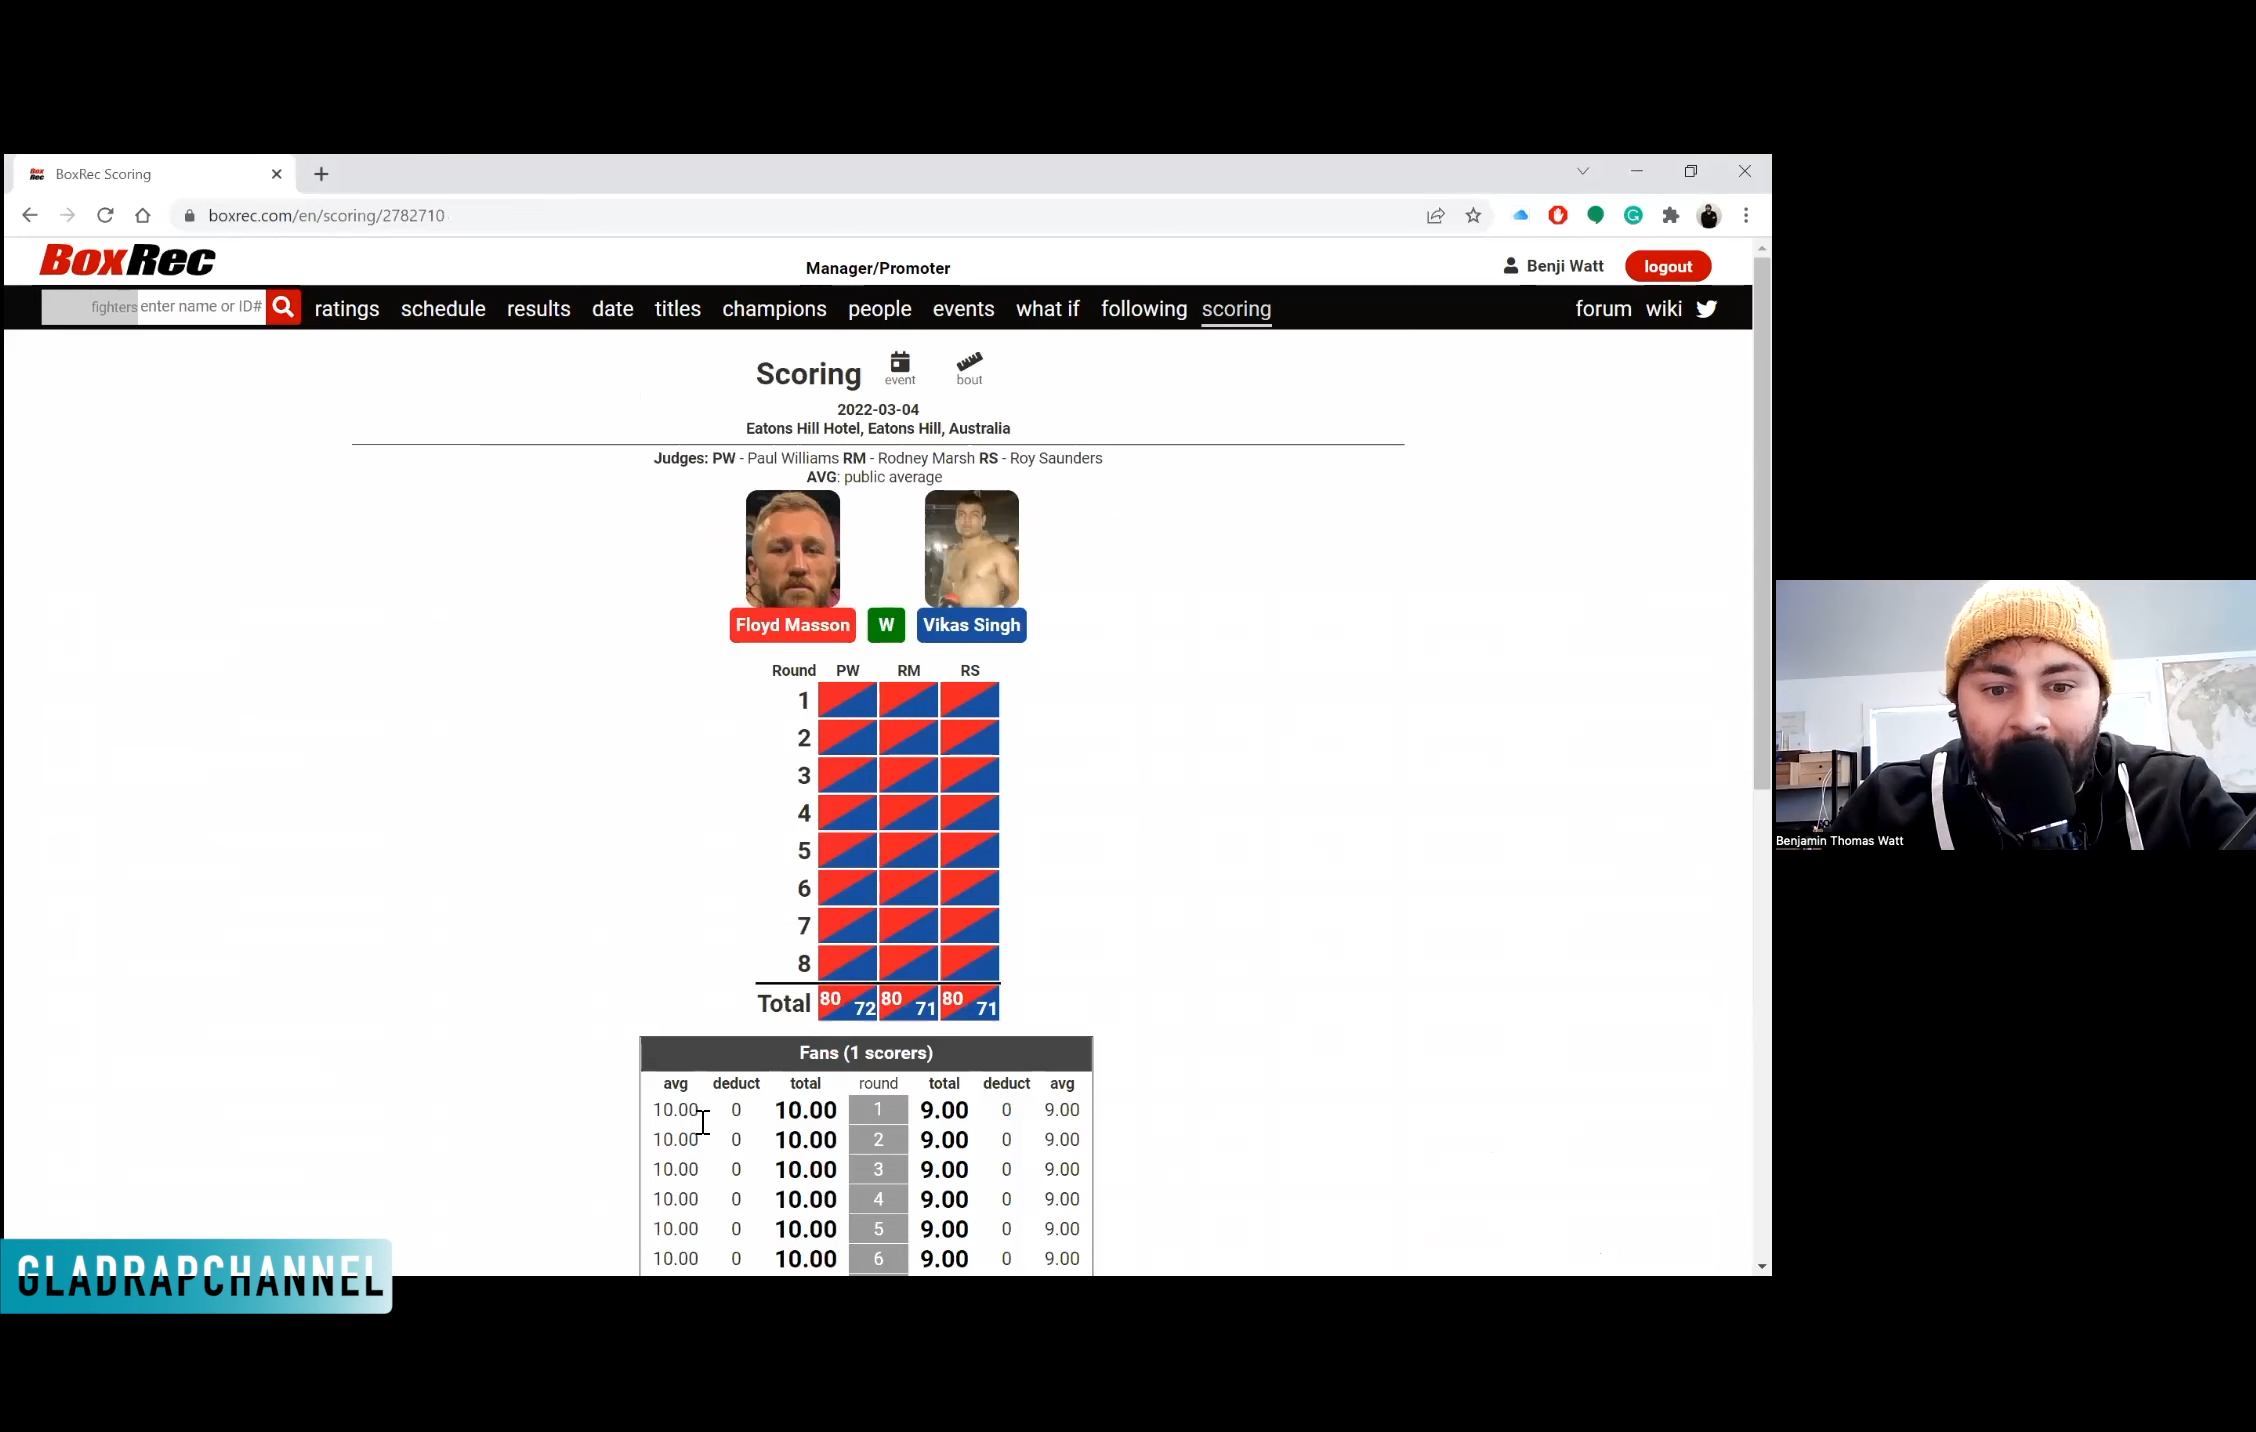 BoxRec Scoring
boxrec.com/en/scoring/2782710
BoxRec
Manager/Promoter
Benji Watt
logout
fighters enter name or ID#
ratings schedule results date titles champions people events what if following scoring
forum wiki
Scoring
event
bout
2022-03-04
Eatons Hill Hotel, Eatons Hill, Australia
Judges: PW - Paul Williams RM - Rodney Marsh RS - Roy Saunders
AVG: public average
Floyd Masson W Vikas Singh
Round PW RM RS
1
2
3
4
5
6
7
8
Total 80 72 80 71 80 71
Fans (1 scorers)
avg deduct total round total deduct avg
10.00 0 10.00 1 9.00 0 9.00
10.00 0 10.00 2 9.00 0 9.00
10.00 0 10.00 3 9.00 0 9.00
10.00 0 10.00 4 9.00 0 9.00
10.00 0 10.00 5 9.00 0 9.00
10.00 0 10.00 6 9.00 0 9.00
Benjamin Thomas Watt
GLADRAPCHANNEL